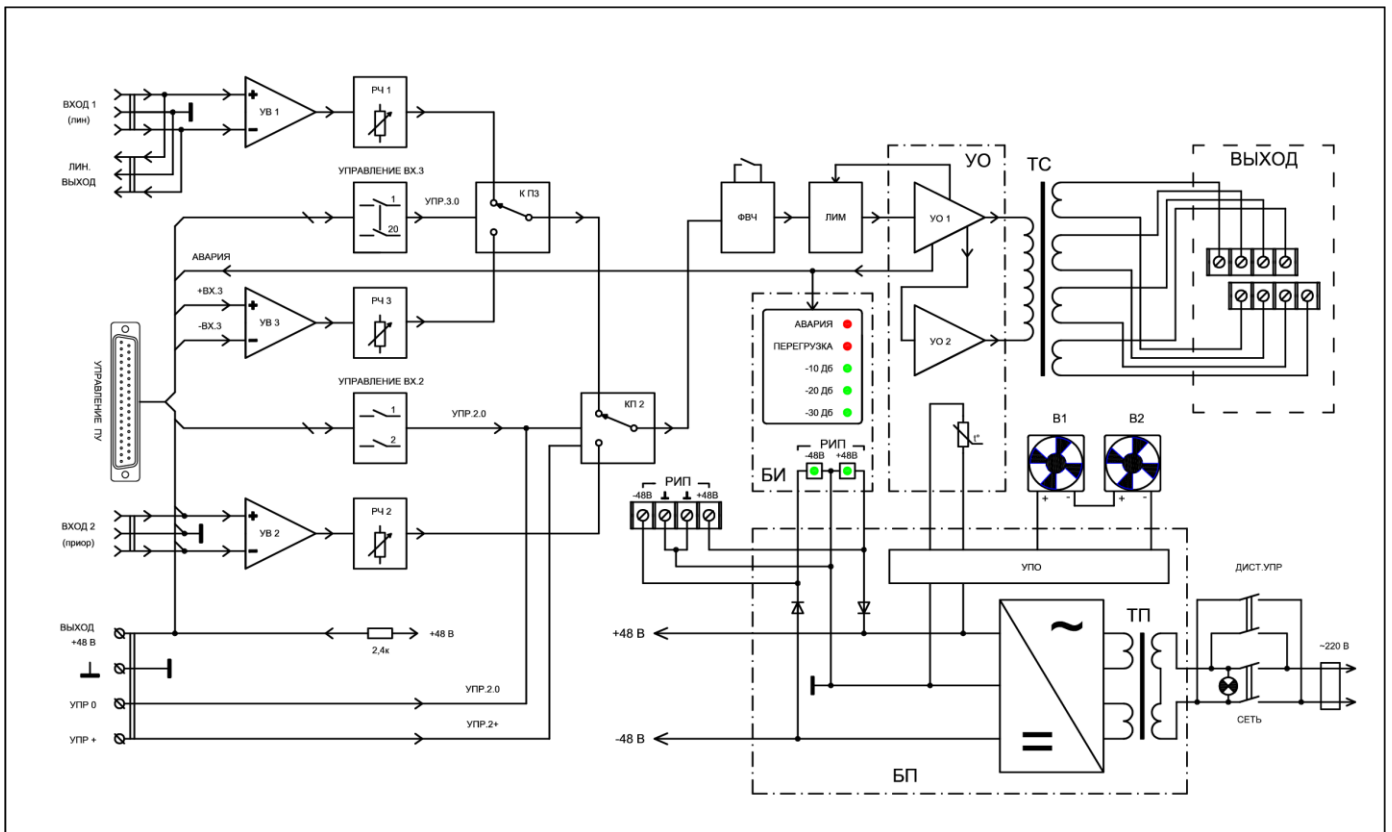 ВХОД 1
(лин)
ЛИН.
ВЫХОД
+
−
УВ 1
РЧ 1
УПРАВЛЕНИЕ ВХ.3
1
20
УПР.3.0
К П3
АВАРИЯ
+ВХ.3
-ВХ.3
+
−
УВ 3
РЧ 3
УПРАВЛЕНИЕ ПУ
УПРАВЛЕНИЕ ВХ.2
1
2
УПР.2.0
КП 2
ВХОД 2
(приор)
+
−
УВ 2
РЧ 2
ВЫХОД
+48 В
2,4к
+48 В
УПР 0
УПР.2.0
УПР +
УПР.2+
ФВЧ
ЛИМ
УО
УО 1
УО 2
t°
ТС
ВЫХОД
АВАРИЯ
ПЕРЕГРУЗКА
-10 Дб
-20 Дб
-30 Дб
РИП
-48В
+48В
БИ
РИП
-48В
+48В
В1
В2
+
-
+
-
УПО
+48 В
-48 В
~
=
ТП
БП
ДИСТ.УПР
СЕТЬ
~220 В